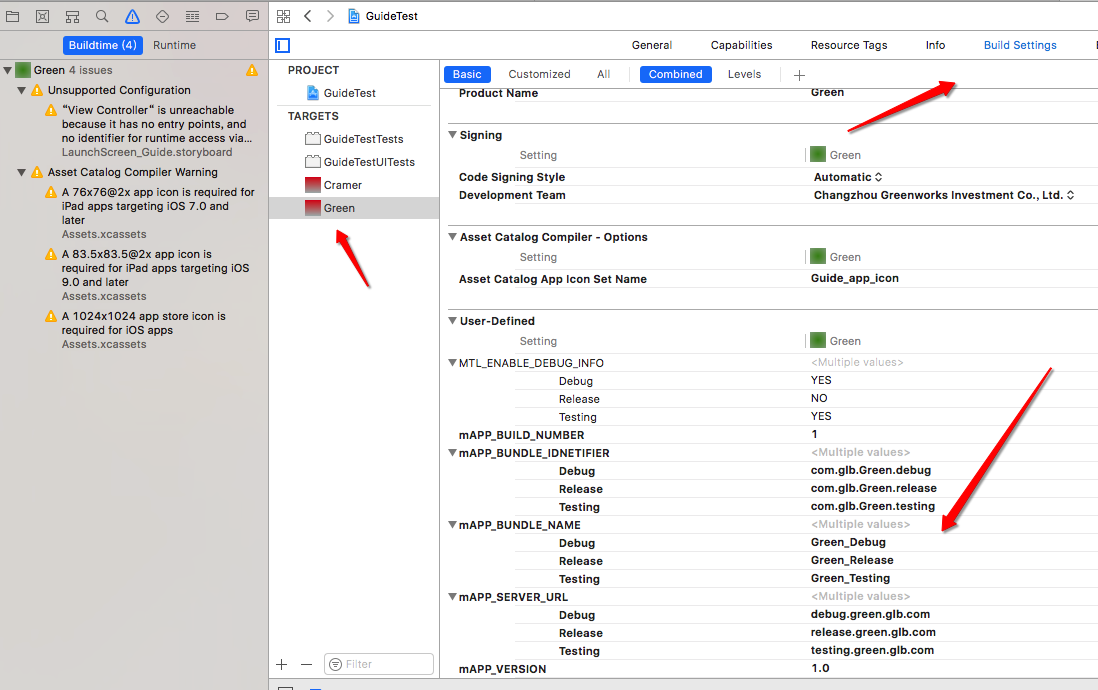 GuideTest
Buildtime (4)
Runtime
General
Capabilities
Resource Tags
Info
Build Settings
Green 4 issues
Unsupported Configuration
“View Controller“ is unreachable
because it has no entry points, and
no identifier for runtime access via...
LaunchScreen_Guide.storyboard
Asset Catalog Compiler Warning
A 76x76@2x app icon is required for
iPad apps targeting iOS 7.0 and
later
Assets.xcassets
A 83.5x83.5@2x app icon is
required for iPad apps targeting iOS
9.0 and later
Assets.xcassets
A 1024x1024 app store icon is
required for iOS apps
Assets.xcassets
PROJECT
GuideTest
TARGETS
GuideTestTests
GuideTestUITests
Cramer
Green
Filter
Basic
Customized
All
Combined
Levels
Product Name
Green
Signing
Setting
Green
Code Signing Style
Automatic
Development Team
Changzhou Greenworks Investment Co., Ltd.
Asset Catalog Compiler - Options
Setting
Green
Asset Catalog App Icon Set Name
Guide_app_icon
User-Defined
Setting
Green
MTL_ENABLE_DEBUG_INFO
<Multiple values>
Debug
YES
Release
NO
Testing
YES
mAPP_BUILD_NUMBER
1
mAPP_BUNDLE_IDNETIFIER
<Multiple values>
Debug
com.glb.Green.debug
Release
com.glb.Green.release
Testing
com.glb.Green.testing
mAPP_BUNDLE_NAME
<Multiple values>
Debug
Green_Debug
Release
Green_Release
Testing
Green_Testing
mAPP_SERVER_URL
<Multiple values>
Debug
debug.green.glb.com
Release
release.green.glb.com
Testing
testing.green.glb.com
mAPP_VERSION
1.0